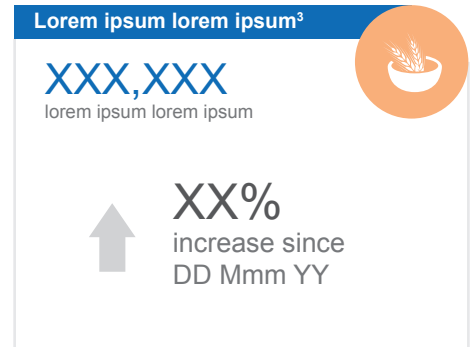 Lorem ipsum lorem ipsum³
XXX,XXX
lorem ipsum lorem ipsum
XX%
increase since
DD Mmm YY